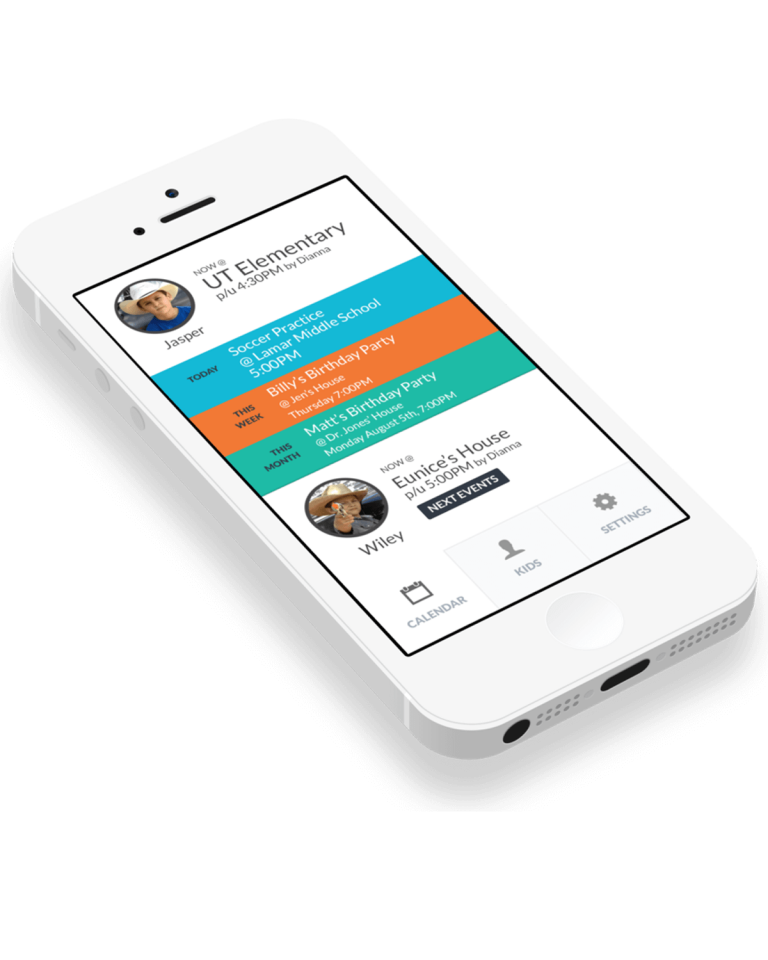 NOW @
UT Elementary
p/u 4:30PM by Dianna
Jasper
TODAY
Soccer Practice
@ Lamar Middle School
5:00PM
THIS
WEEK
Billy's Birthday Party
@ Jen's House
Thursday 7:00PM
THIS
MONTH
Matt's Birthday Party
@ Dr. Jones' House
Monday August 5th, 7:00PM
NOW @
Eunice's House
p/u 5:00PM by Dianna
NEXT EVENTS
Wiley
CALENDAR
KIDS
SETTINGS